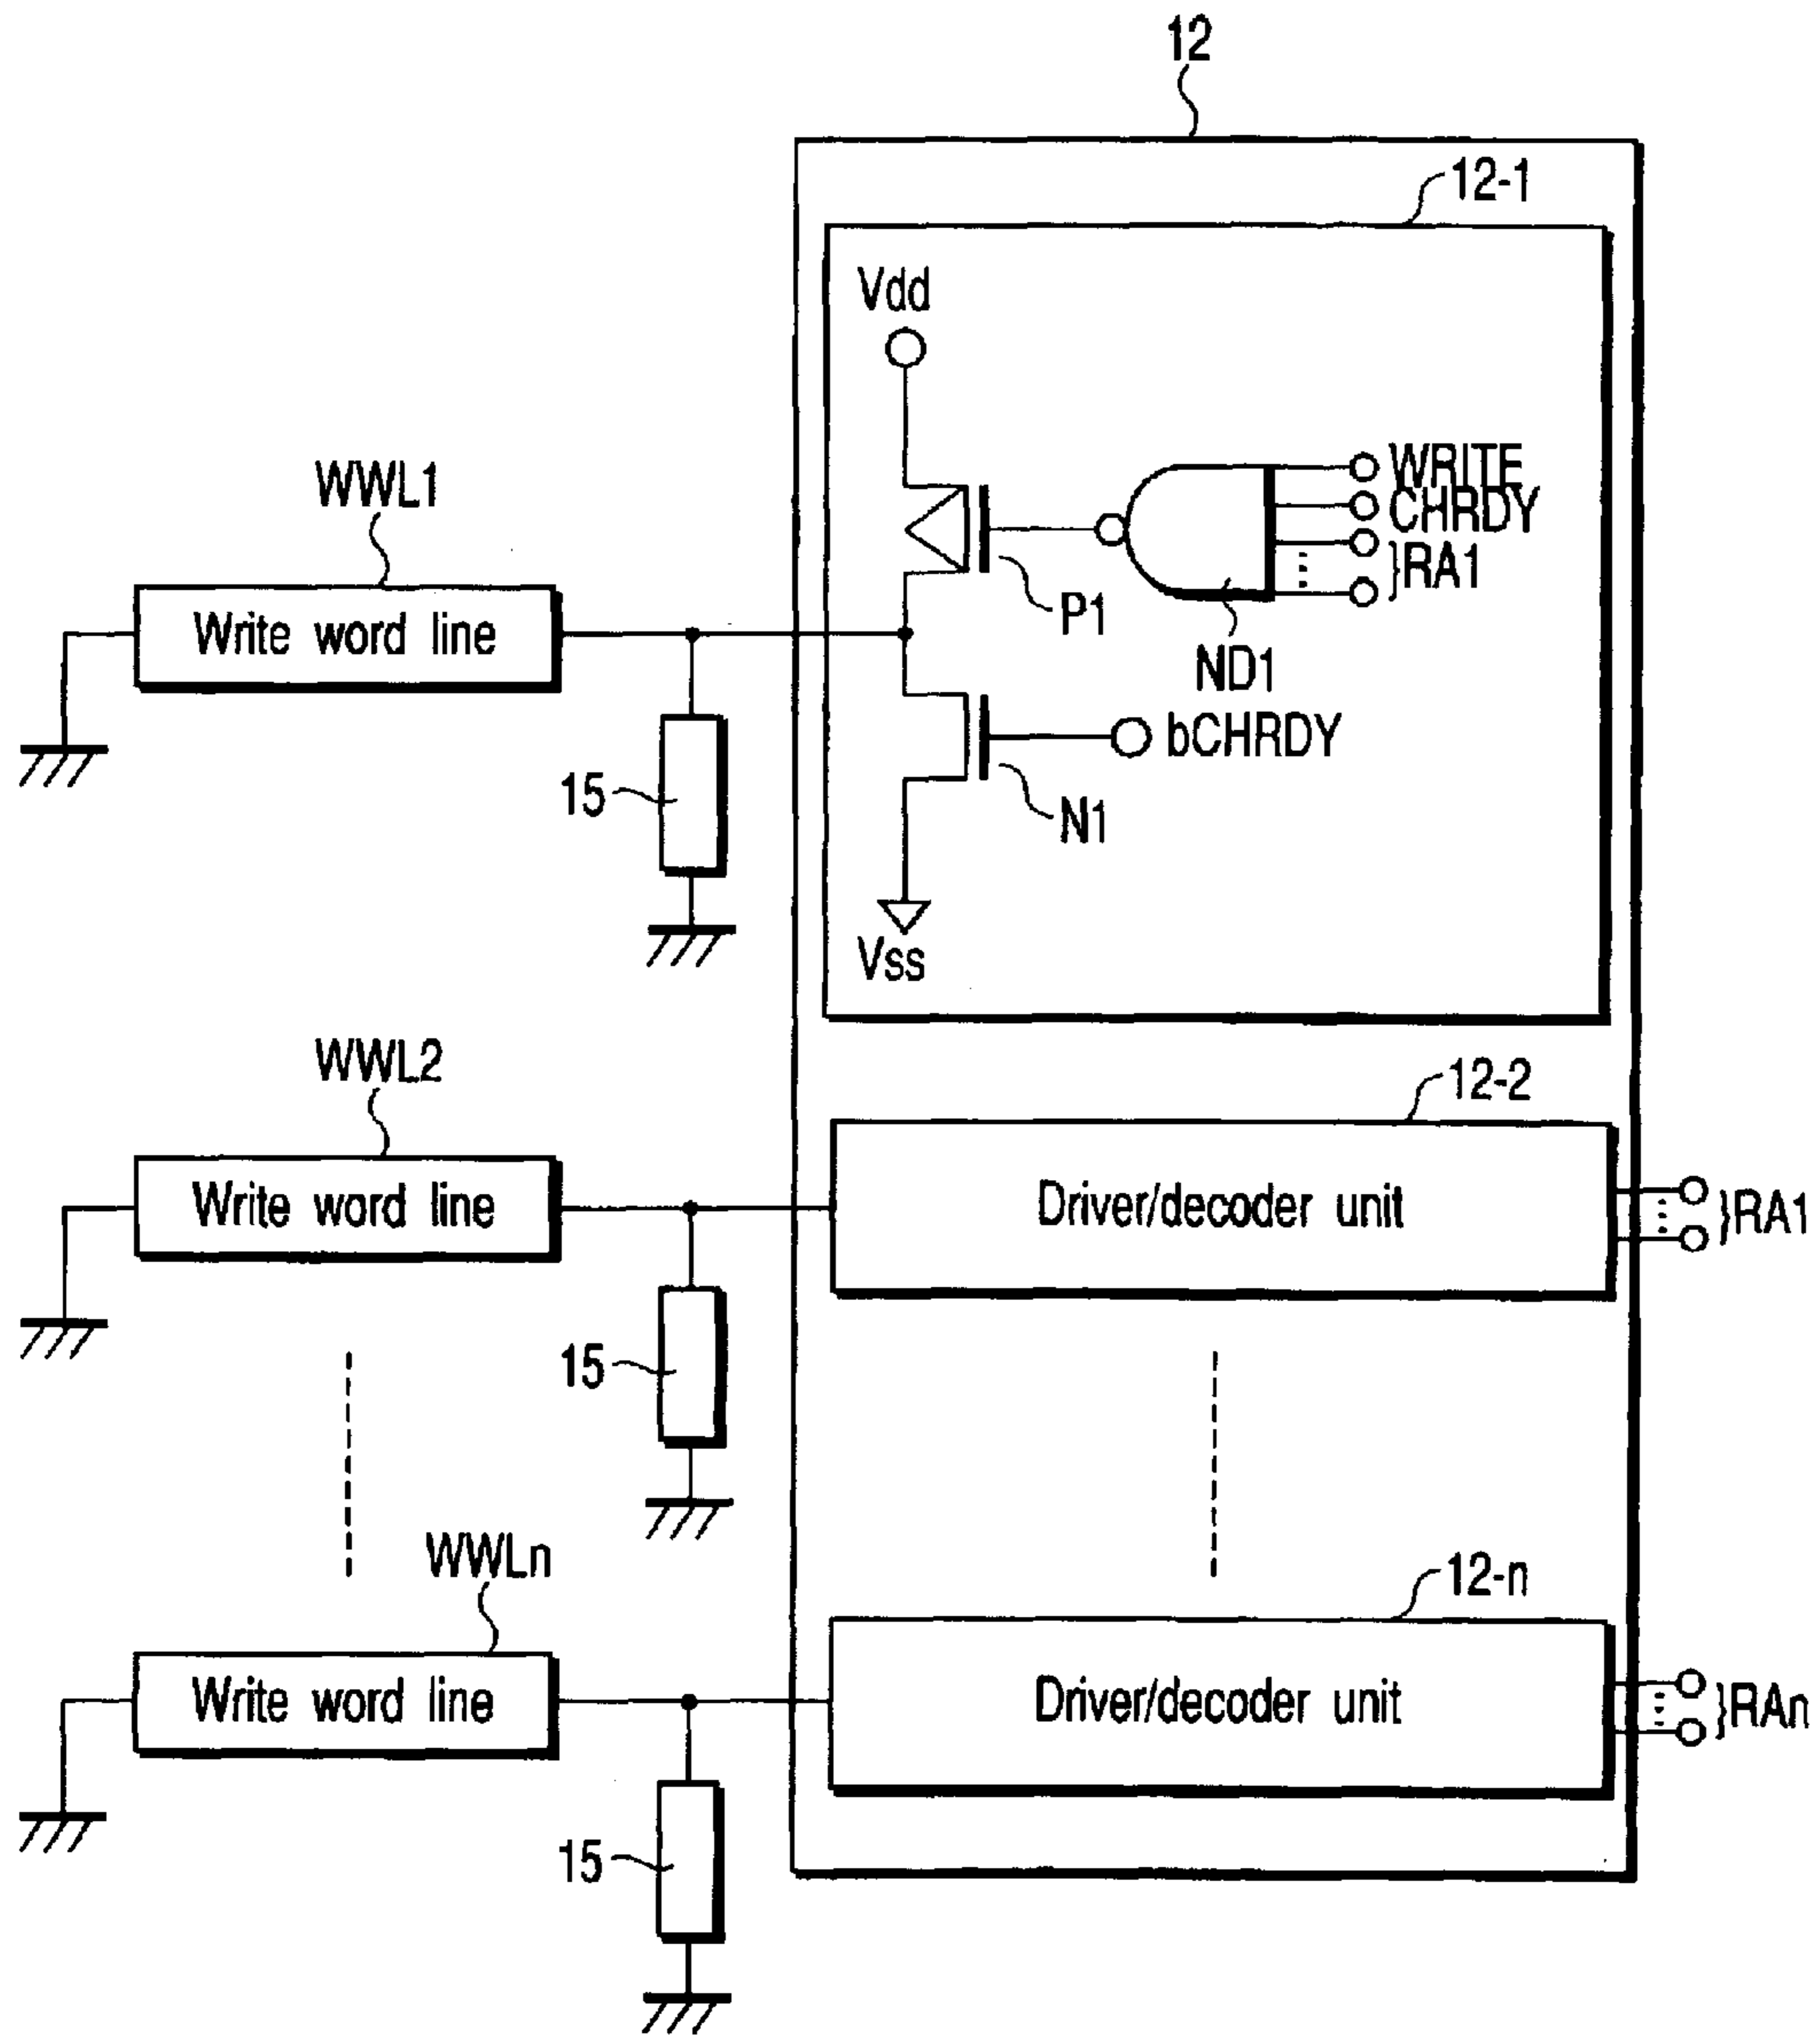 12
12-1
Vdd
WRITE
CHRDY
}RA1
WWL1
Write word line
P1
ND1
bCHRDY
15
N1
Vss
WWL2
12-2
Write word line
Driver/decoder unit
}RA1
15
WWLn
12-n
Write word line
Driver/decoder unit
}RAn
15